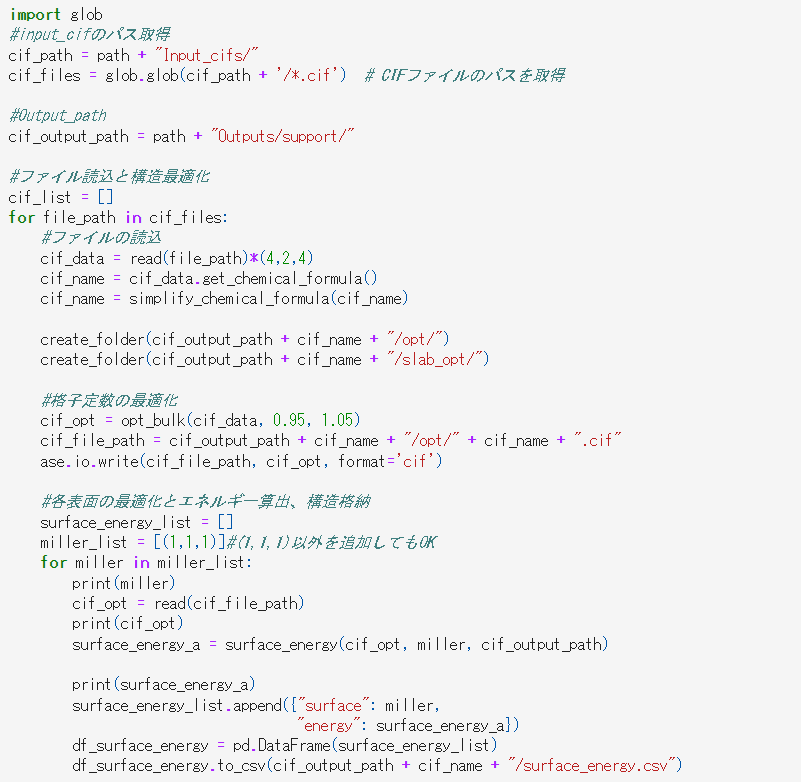 import glob
#input_cifのパス取得
cif_path = path + "Input_cifs/"
cif_files = glob.glob(cif_path + '/*.cif')  # CIFファイルのパスを取得

#Output_path
cif_output_path = path + "Outputs/support/"

#ファイル読込と構造最適化
cif_list = []
for file_path in cif_files:
    #ファイルの読込
    cif_data = read(file_path)*(4,2,4)
    cif_name = cif_data.get_chemical_formula()
    cif_name = simplify_chemical_formula(cif_name)

    create_folder(cif_output_path + cif_name + "/opt/")
    create_folder(cif_output_path + cif_name + "/slab_opt/")

    #格子定数の最適化
    cif_opt = opt_bulk(cif_data, 0.95, 1.05)
    cif_file_path = cif_output_path + cif_name + "/opt/" + cif_name + ".cif"
    ase.io.write(cif_file_path, cif_opt, format='cif')

    #各表面の最適化とエネルギー算出、構造格納
    surface_energy_list = []
    miller_list = [(1,1,1)]#(1,1,1)以外を追加してもOK
    for miller in miller_list:
        print(miller)
        cif_opt = read(cif_file_path)
        print(cif_opt)
        surface_energy_a = surface_energy(cif_opt, miller, cif_output_path)

        print(surface_energy_a)
        surface_energy_list.append({"surface": miller,
                                    "energy": surface_energy_a})
        df_surface_energy = pd.DataFrame(surface_energy_list)
        df_surface_energy.to_csv(cif_output_path + cif_name + "/surface_energy.csv")